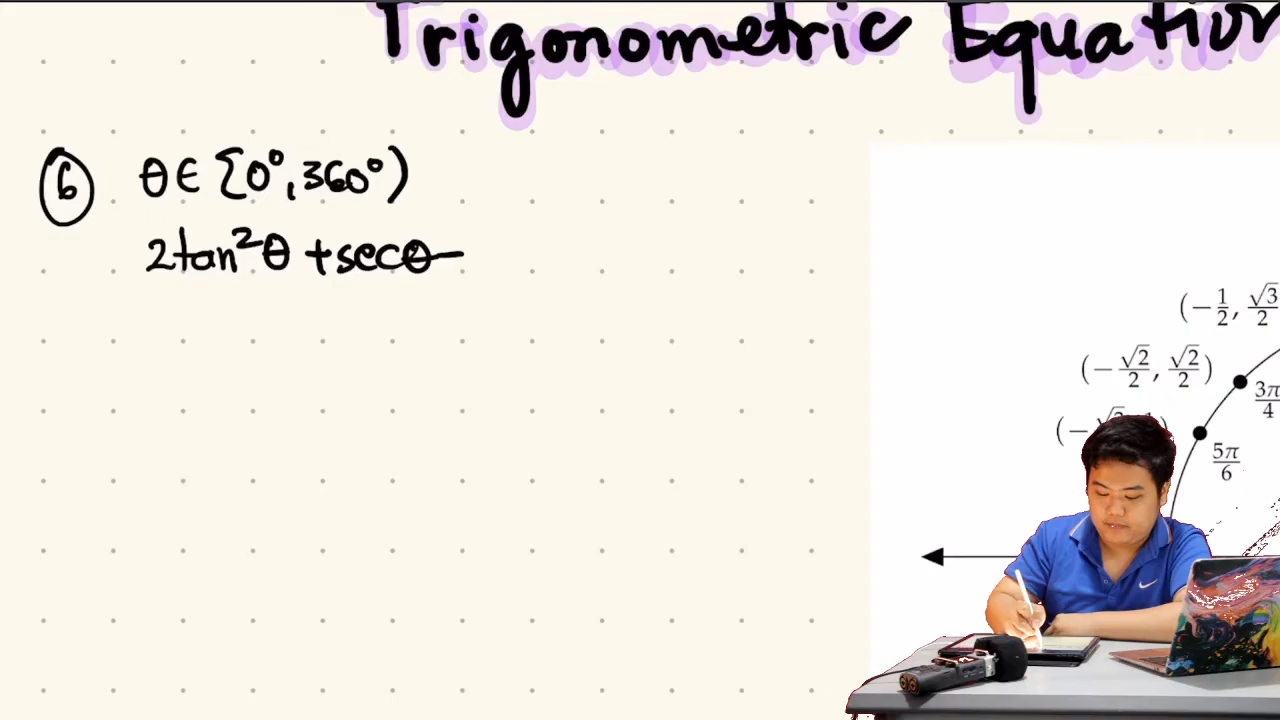 Trigonometric Equation
⑥ θ ∈ [0°, 360°)
2tan²θ + secθ −
(−1/2, √3/2
(−√2/2, √2/2)
3π/4
(−
5π/6